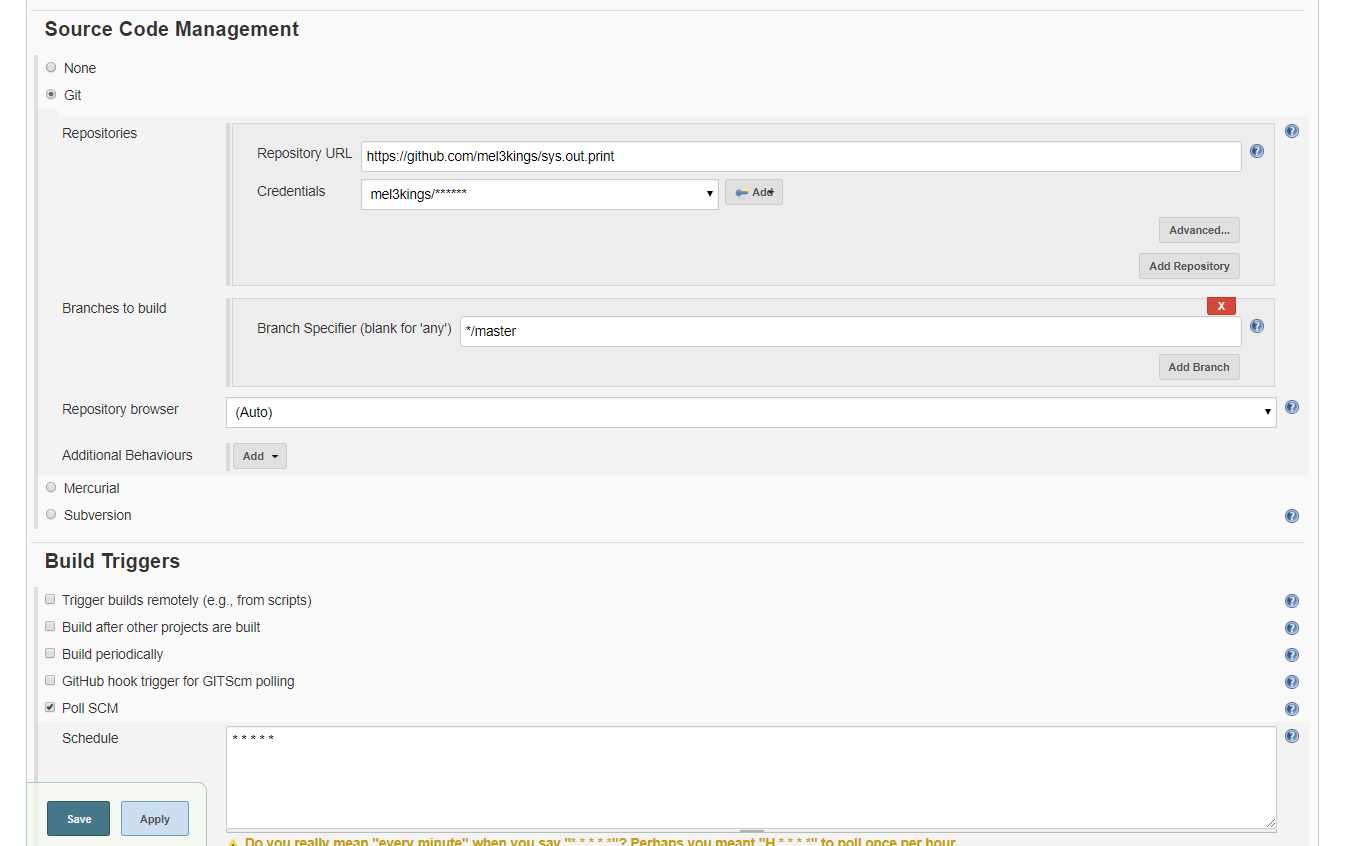 Source Code Management
None
Git
Repositories
Repository URL https://github.com/mel3kings/sys.out.print
Credentials mel3kings/****** Add
Advanced...
Add Repository
Branches to build
X
Branch Specifier (blank for 'any') */master
Add Branch
Repository browser (Auto)
Additional Behaviours Add
Mercurial
Subversion
Build Triggers
Trigger builds remotely (e.g., from scripts)
Build after other projects are built
Build periodically
GitHub hook trigger for GITScm polling
Poll SCM
Schedule * * * * *
Save Apply
Do you really mean "every minute" when you say "* * * * *"? Perhaps you meant "H * * * *" to poll once per hour